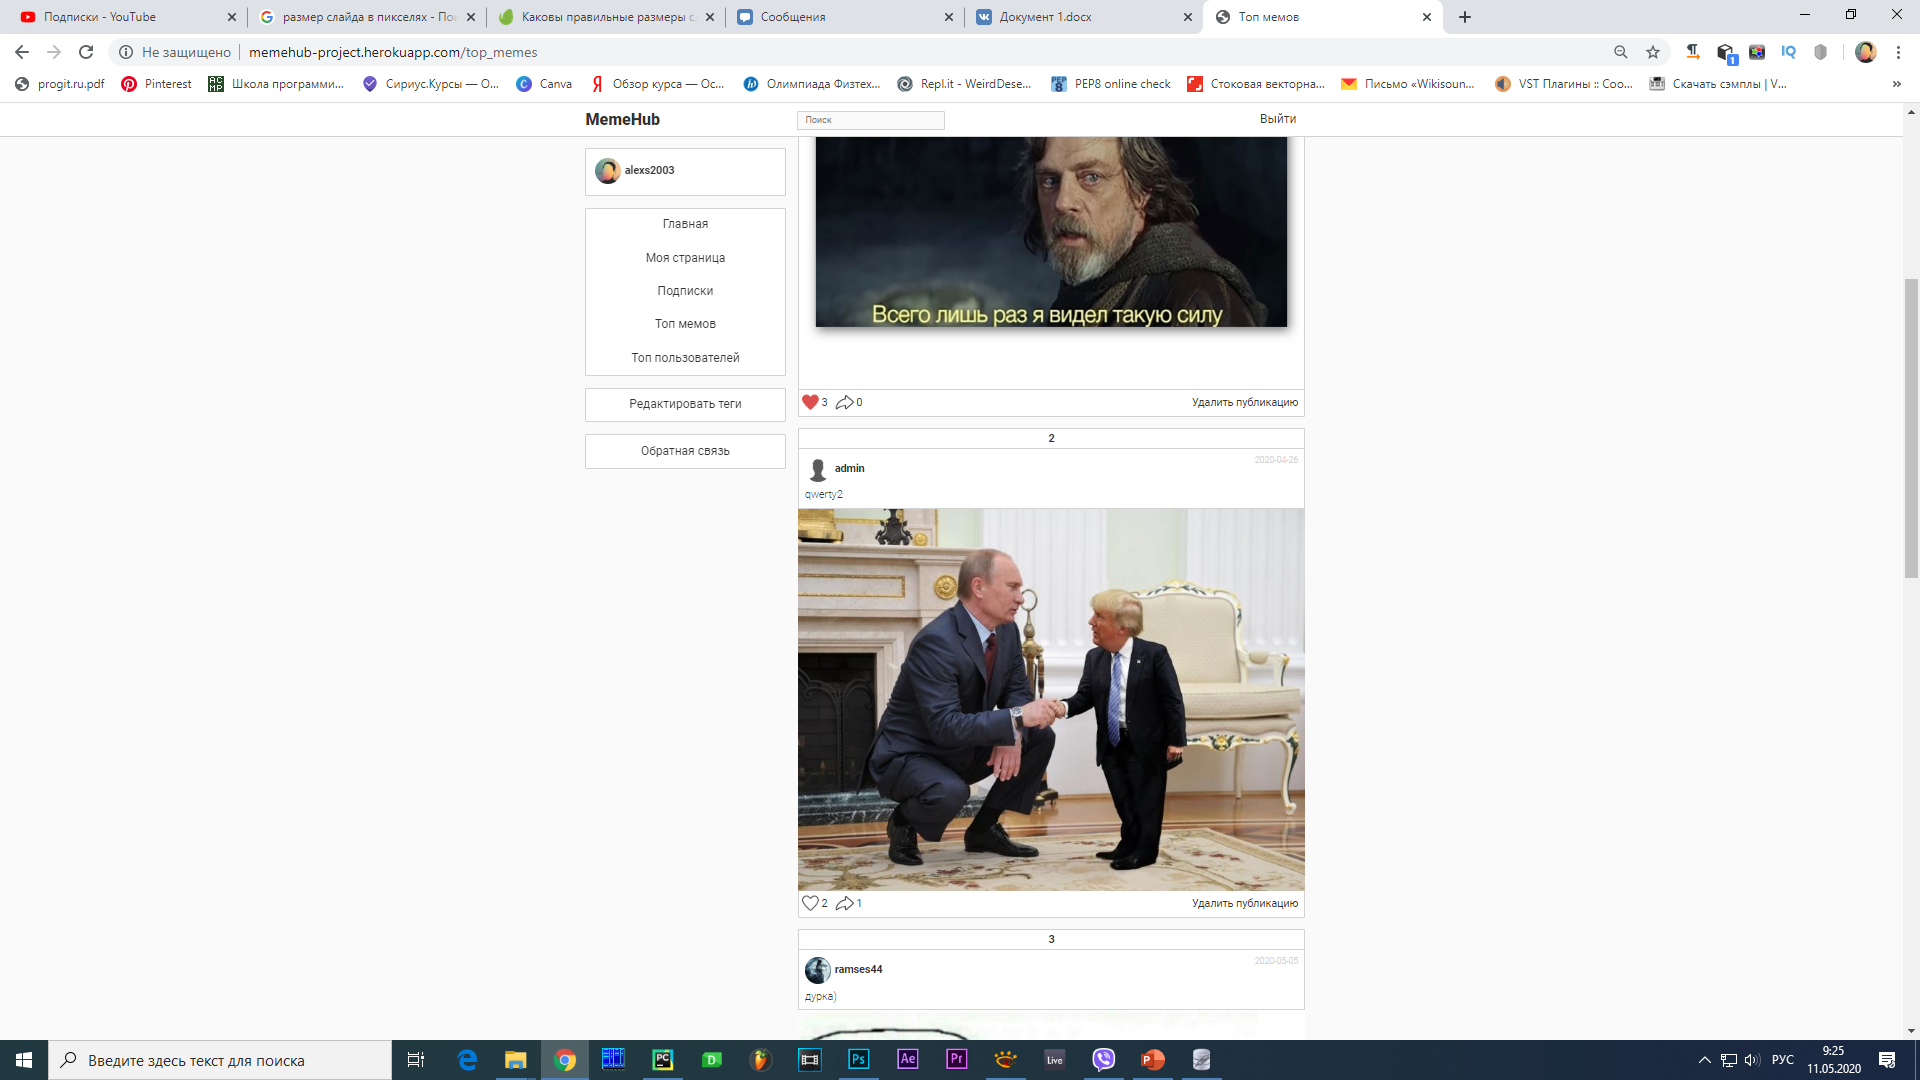 Подписки - YouTube
размер слайда в пикселях - Пои
Каковы правильные размеры с
Сообщения
Документ 1.docx
Топ мемов
Не защищено
memehub-project.herokuapp.com/top_memes
progit.ru.pdf
Pinterest
Школа программи...
Сириус.Курсы — О...
Canva
Обзор курса — Ос...
Олимпиада Физтех...
Repl.it - WeirdDese...
PEP8 online check
Стоковая векторна...
Письмо «Wikisoun...
VST Плагины :: Соо...
Скачать сэмплы | V...
»
MemeHub
Поиск
Выйти
alexs2003
Главная
Моя страница
Подписки
Топ мемов
Топ пользователей
Редактировать теги
Обратная связь
Всего лишь раз я видел такую силу
3
0
Удалить публикацию
2
admin
2020-04-26
qwerty2
2
1
Удалить публикацию
3
ramses44
2020-05-05
дурка)
Введите здесь текст для поиска
Live
РУС
9:25
11.05.2020